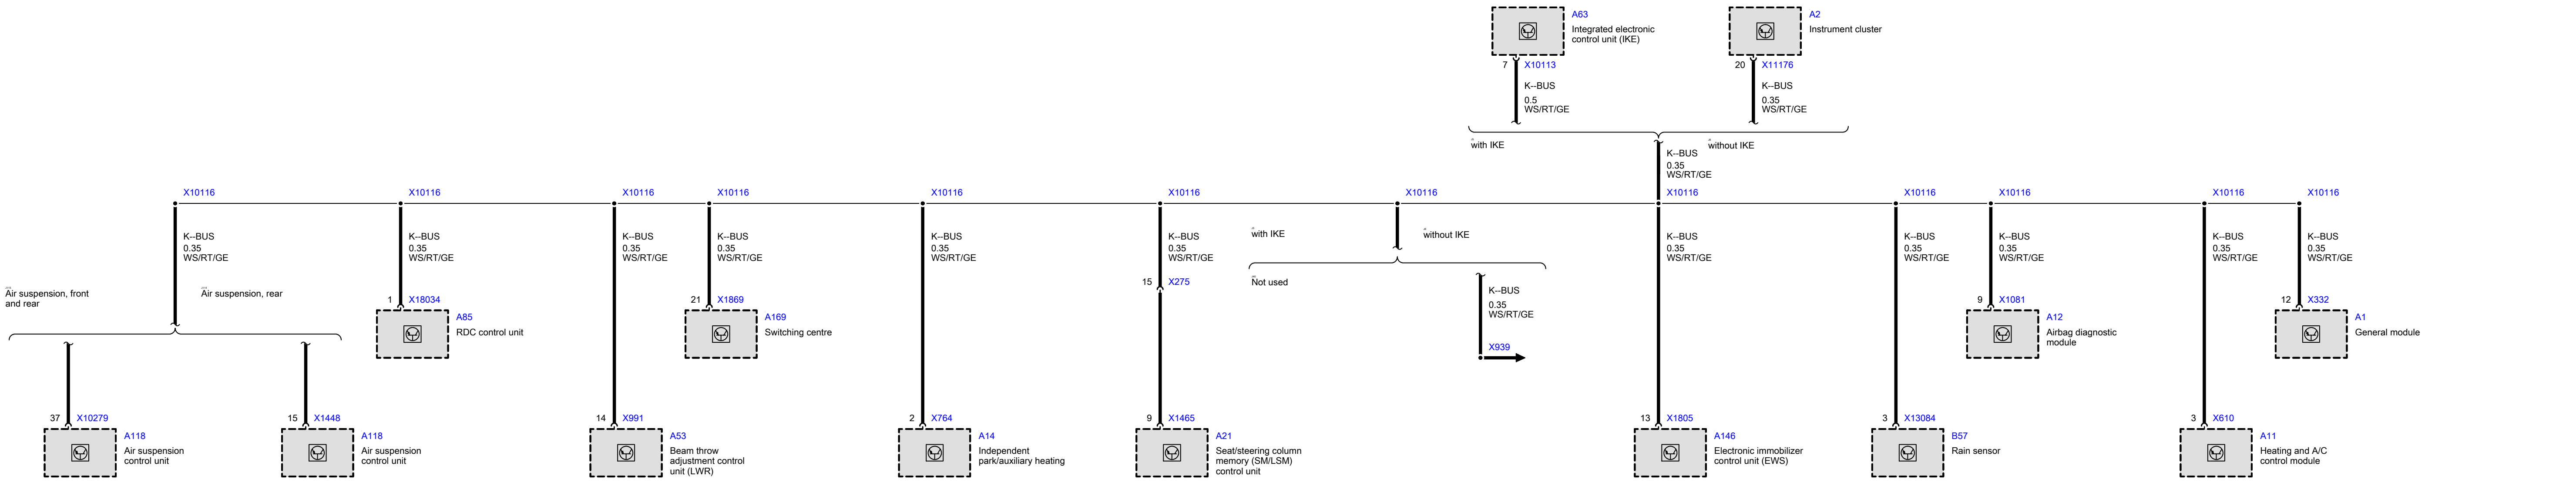 A63
Integrated electronic
control unit (IKE)
A2
Instrument cluster
7
X10113
20
X11176
K--BUS
0.5
WS/RT/GE
K--BUS
0.35
WS/RT/GE
with IKE
without IKE
K--BUS
0.35
WS/RT/GE
X10116
X10116
X10116
X10116
X10116
X10116
X10116
X10116
X10116
X10116
X10116
X10116
K--BUS
0.35
WS/RT/GE
K--BUS
0.35
WS/RT/GE
K--BUS
0.35
WS/RT/GE
K--BUS
0.35
WS/RT/GE
K--BUS
0.35
WS/RT/GE
K--BUS
0.35
WS/RT/GE
with IKE
without IKE
K--BUS
0.35
WS/RT/GE
K--BUS
0.35
WS/RT/GE
K--BUS
0.35
WS/RT/GE
K--BUS
0.35
WS/RT/GE
K--BUS
0.35
WS/RT/GE
Air suspension, front
and rear
Air suspension, rear
1
X18034
21
X1869
15
X275
Not used
K--BUS
0.35
WS/RT/GE
9
X1081
12
X332
A85
RDC control unit
A169
Switching centre
X939
A12
Airbag diagnostic
module
A1
General module
37
X10279
15
X1448
14
X991
2
X764
9
X1465
13
X1805
3
X13084
3
X610
A118
Air suspension
control unit
A118
Air suspension
control unit
A53
Beam throw
adjustment control
unit (LWR)
A14
Independent
park/auxiliary heating
A21
Seat/steering column
memory (SM/LSM)
control unit
A146
Electronic immobilizer
control unit (EWS)
B57
Rain sensor
A11
Heating and A/C
control module